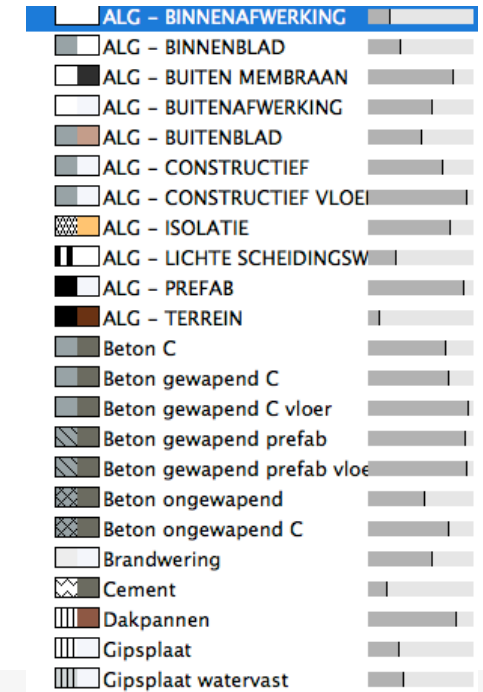 ALG – BINNENAFWERKING
ALG – BINNENBLAD
ALG – BUITEN MEMBRAAN
ALG – BUITENAFWERKING
ALG – BUITENBLAD
ALG – CONSTRUCTIEF
ALG – CONSTRUCTIEF VLOEI
ALG – ISOLATIE
ALG – LICHTE SCHEIDINGSW
ALG – PREFAB
ALG – TERREIN
Beton C
Beton gewapend C
Beton gewapend C vloer
Beton gewapend prefab
Beton gewapend prefab vloe
Beton ongewapend
Beton ongewapend C
Brandwering
Cement
Dakpannen
Gipsplaat
Gipsplaat watervast